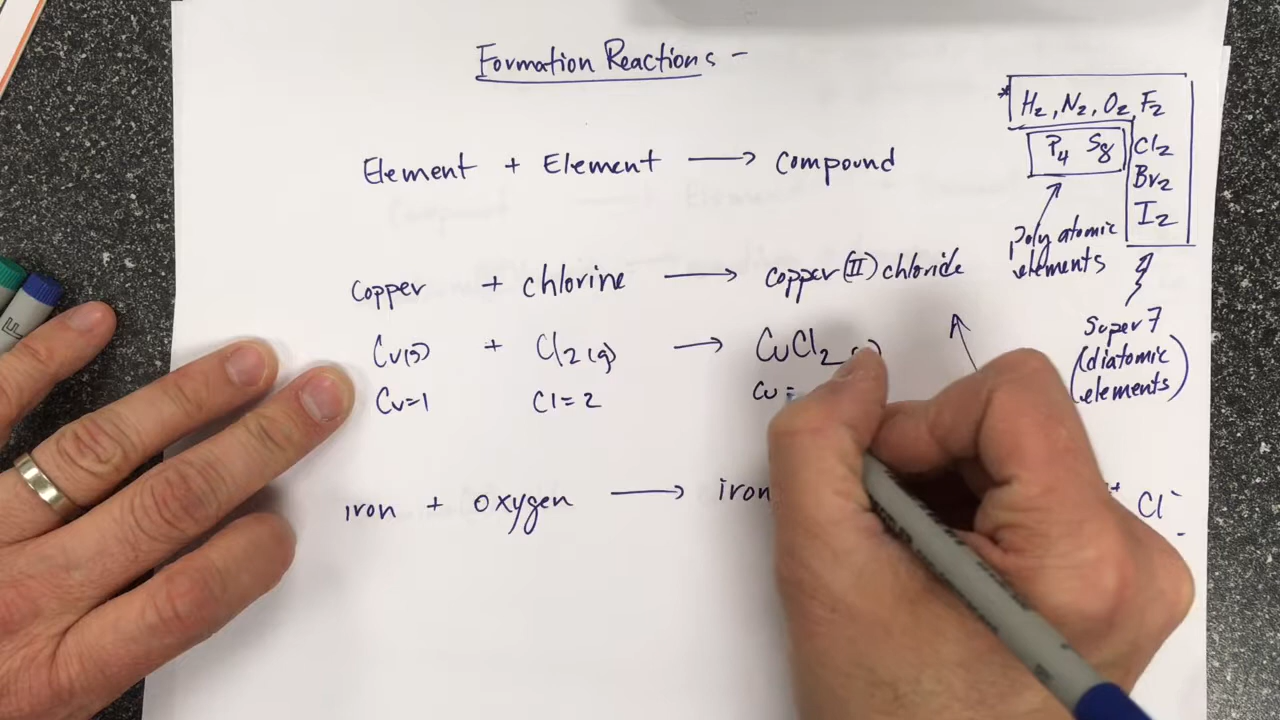 Formation Reactions -
Element + Element → compound
copper + chlorine → copper (II) chloride
Cu(s) + Cl2(g) → CuCl2
Cu=1 Cl=2 Cu=
iron + oxygen → iron
* H2, N2, O2, F2
P4 S8 Cl2
Br2
I2
polyatomic
elements
Super 7
(diatomic
elements)
Cl-